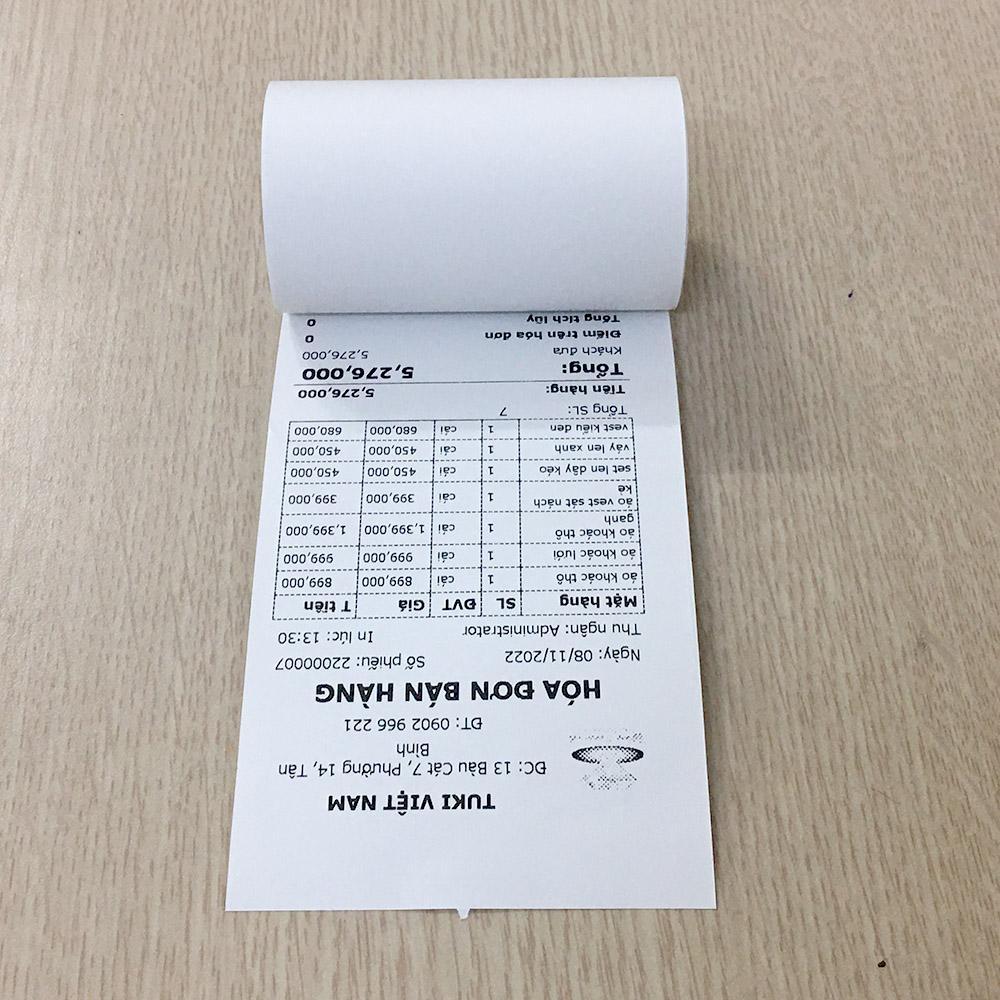 TUKI VIỆT NAM
ĐC: 13 Bàu Cát 7, Phường 14, Tân
Bình
ĐT: 0902 966 221
HÓA ĐƠN BÁN HÀNG
Ngày: 08/11/2022 Số phiếu: 22000007
Thu ngân: Administrator In lúc: 13:30
Mặt hàng SL ĐVT Giá T tiền
áo khoác thô 1 cái 899,000 899,000
áo khoác lưới 1 cái 999,000 999,000
áo khoác thô 1 cái 1,399,000 1,399,000
ganh
áo vest sát nách 1 cái 399,000 399,000
kẻ
set len dây kéo 1 cái 450,000 450,000
váy len xanh 1 cái 450,000 450,000
vest kiểu đen 1 cái 680,000 680,000
Tổng SL: 7
Tiền hàng: 5,276,000
Tổng: 5,276,000
Khách đưa 5,276,000
Điểm trên hóa đơn 0
Tổng tích lũy 0